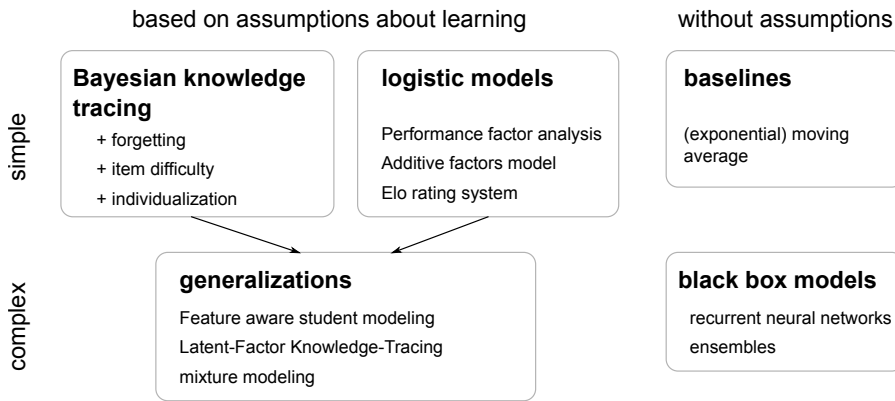 based on assumptions about learning
without assumptions
simple
Bayesian knowledge
tracing
+ forgetting
+ item difficulty
+ individualization
logistic models
Performance factor analysis
Additive factors model
Elo rating system
baselines
(exponential) moving
average
complex
generalizations
Feature aware student modeling
Latent-Factor Knowledge-Tracing
mixture modeling
black box models
recurrent neural networks
ensembles